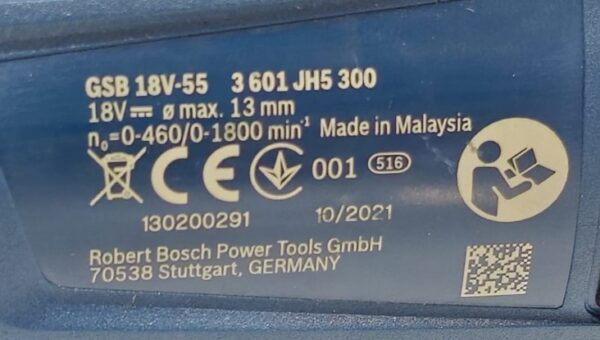 GSB 18V-55 3 601 JH5 300
18V⎓ ø max. 13 mm
n₀=0-460/0-1800 min⁻¹ Made in Malaysia
CE 001 516
130200291 10/2021
Robert Bosch Power Tools GmbH
70538 Stuttgart, GERMANY